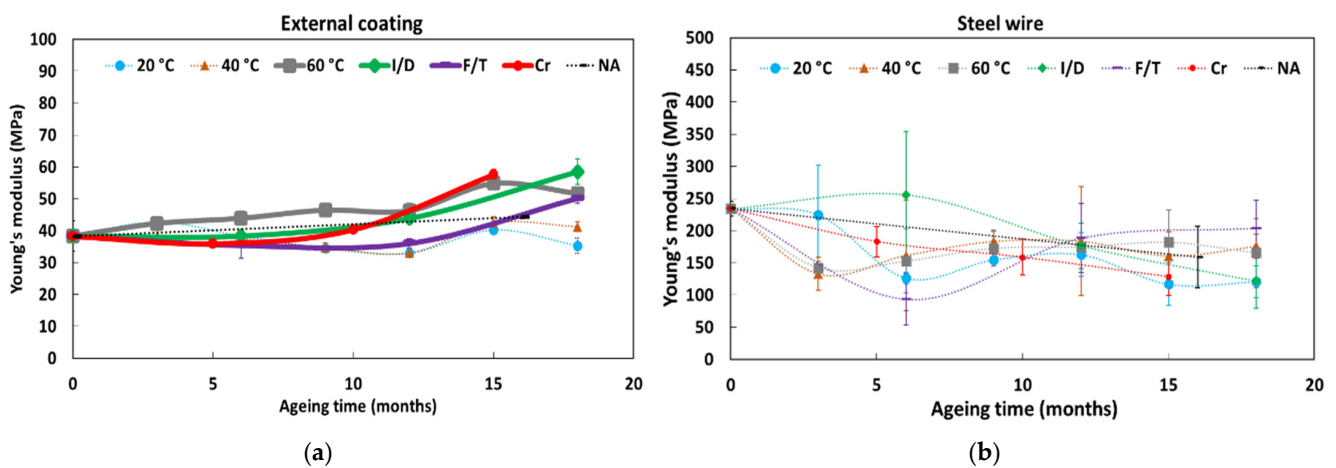 External coating
100
90
80
70
60
50
40
30
20
10
0
Young's modulus (MPa)
20 °C 40 °C 60 °C I/D F/T Cr NA
0 5 10 15 20
Ageing time (months)
(a)
Steel wire
500
450
400
350
300
250
200
150
100
50
0
Young's modulus (MPa)
20 °C 40 °C 60 °C I/D F/T Cr NA
0 5 10 15 20
Ageing time (months)
(b)